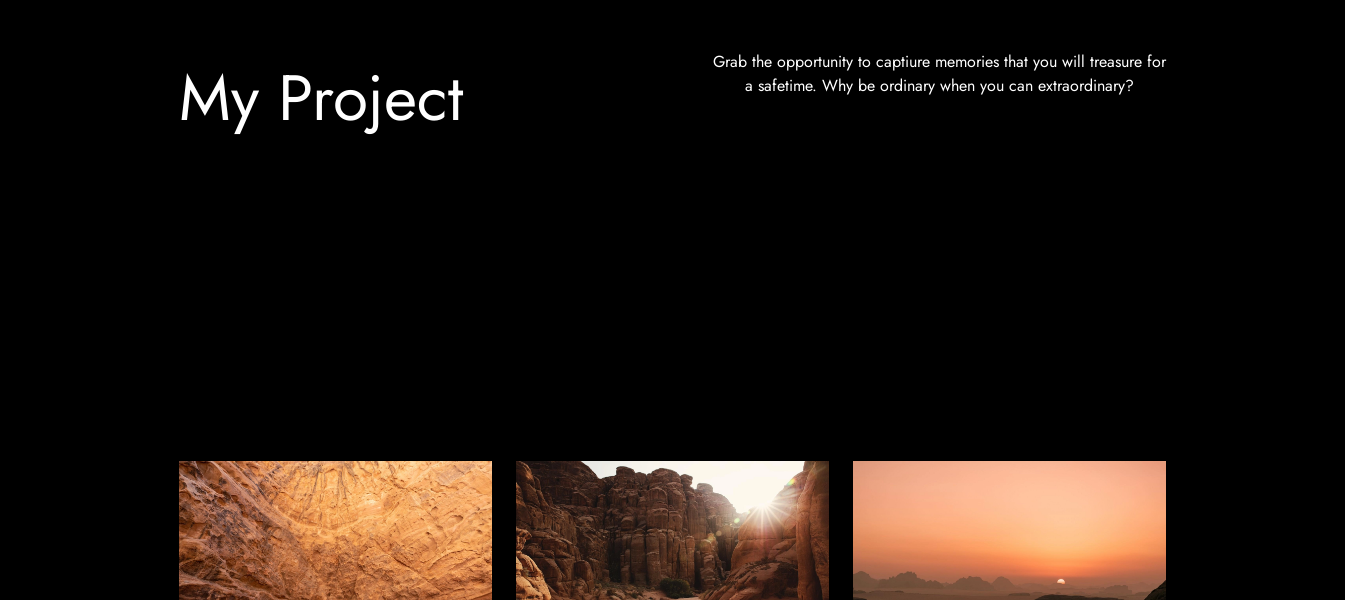 My Project
Grab the opportunity to captiure memories that you will treasure for
a safetime. Why be ordinary when you can extraordinary?